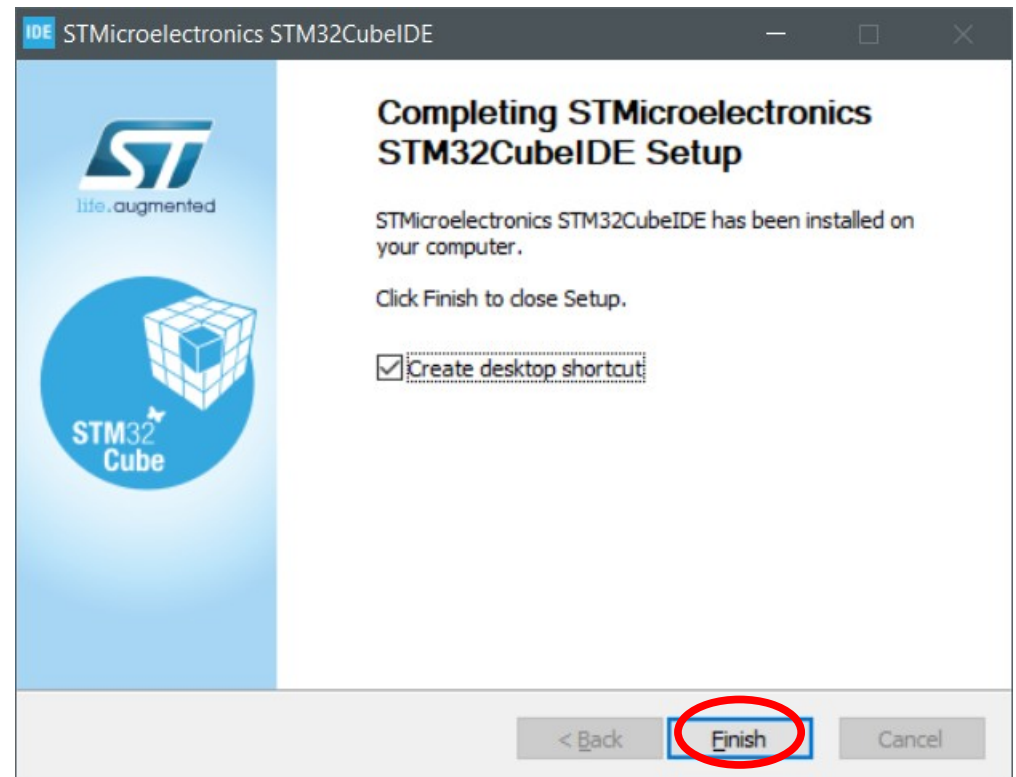 IDE STMicroelectronics STM32CubeIDE
ST
life.augmented
STM32
Cube
Completing STMicroelectronics
STM32CubeIDE Setup
STMicroelectronics STM32CubeIDE has been installed on
your computer.
Click Finish to close Setup.
Create desktop shortcut
< Back
Finish
Cancel